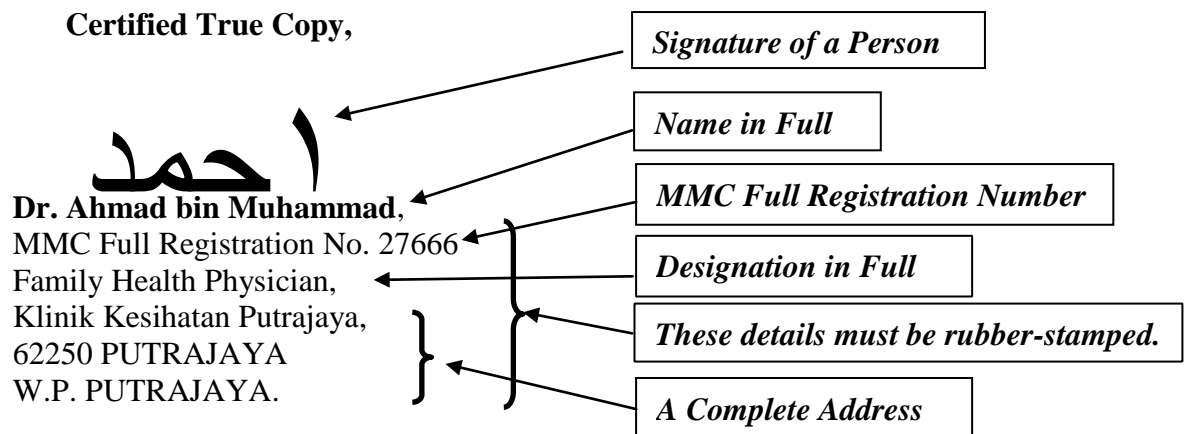 Certified True Copy,
Signature of a Person
احمد
Name in Full
Dr. Ahmad bin Muhammad,
MMC Full Registration Number
MMC Full Registration No. 27666
Family Health Physician,
Designation in Full
Klinik Kesihatan Putrajaya,
These details must be rubber-stamped.
62250 PUTRAJAYA
W.P. PUTRAJAYA.
A Complete Address